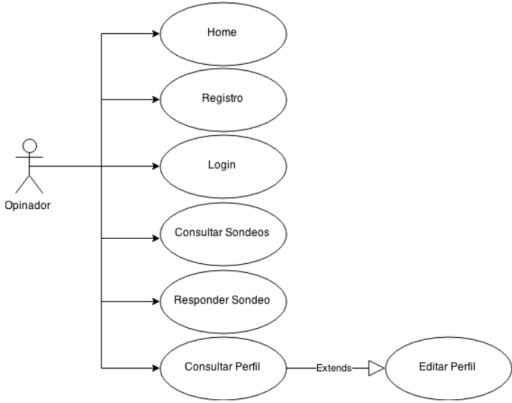 Home
Registro
Login
Opinador
Consultar Sondeos
Responder Sondeo
Consultar Perfil
Extends
Editar Perfil